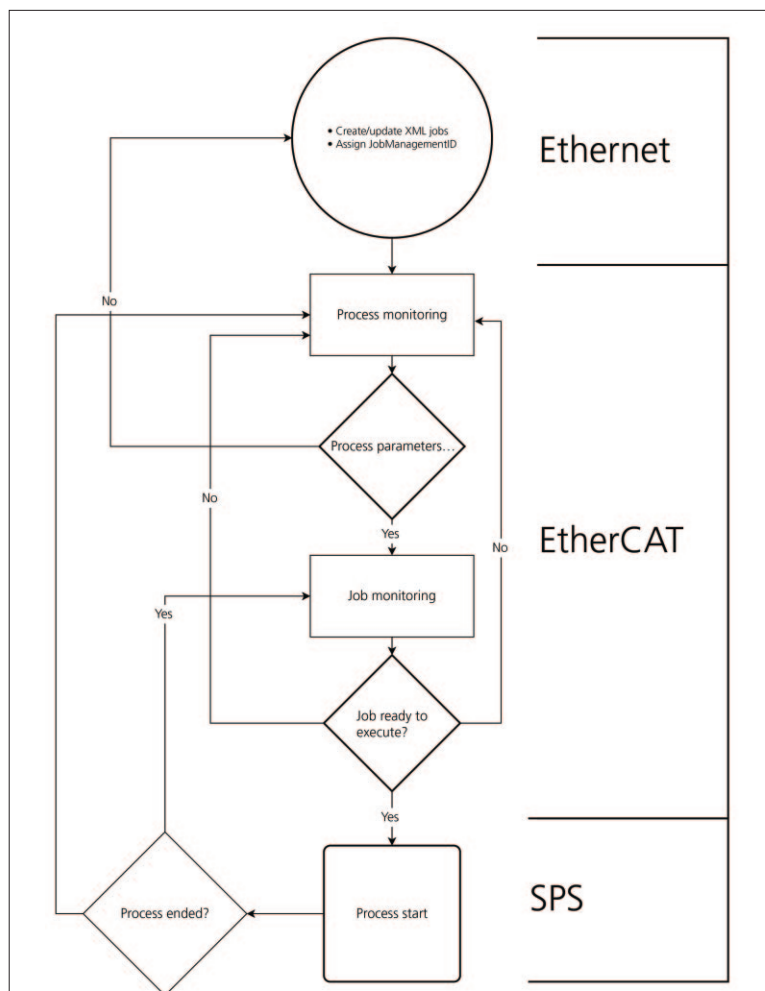 • Create/update XML jobs
• Assign JobManagementID
Ethernet
No
Process monitoring
Process parameters…
No
Yes
No
EtherCAT
Job monitoring
Yes
Job ready to
execute?
Yes
Process ended?
Process start
SPS